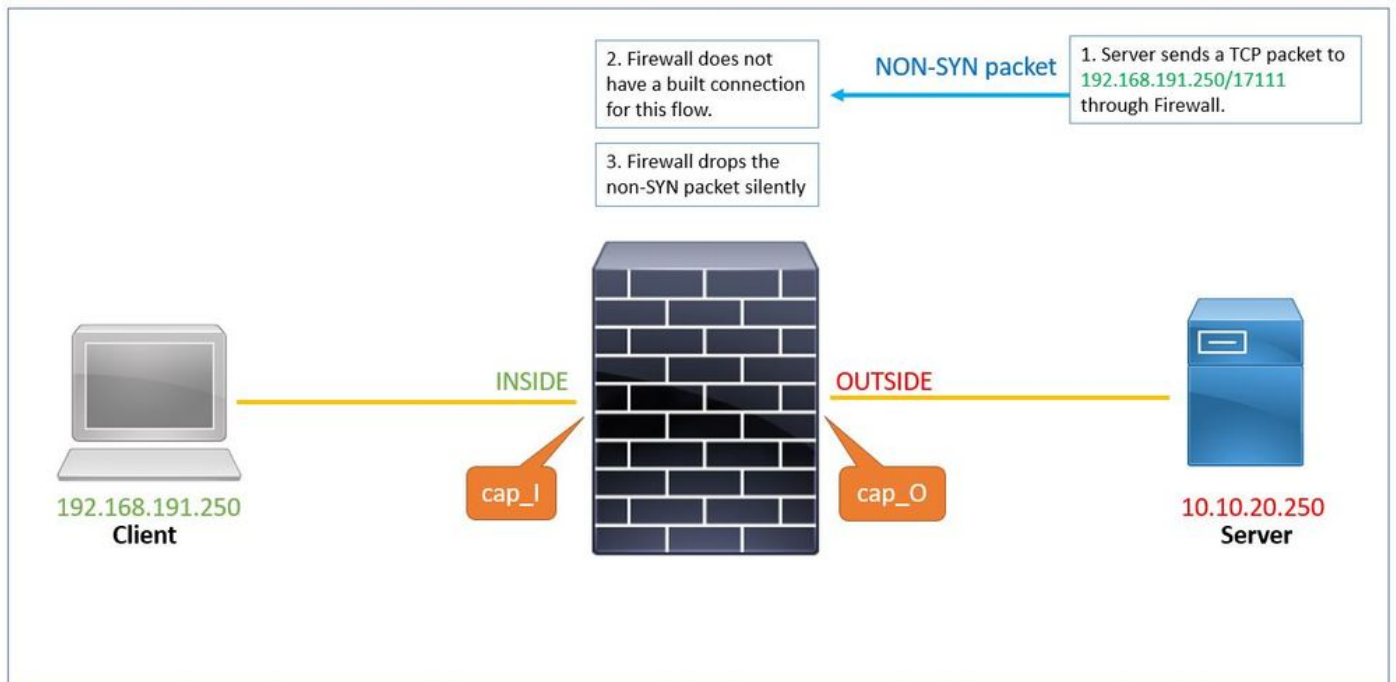 2. Firewall does not
have a built connection
for this flow.
NON-SYN packet
1. Server sends a TCP packet to
192.168.191.250/17111
through Firewall.
3. Firewall drops the
non-SYN packet silently
INSIDE
OUTSIDE
cap_I
cap_O
192.168.191.250
Client
10.10.20.250
Server